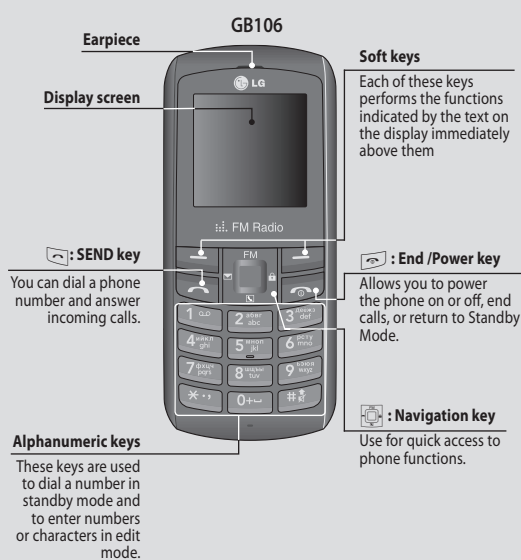 GB106
Earpiece
Display screen
LG
FM Radio
FM
Soft keys
Each of these keys
performs the functions
indicated by the text on
the display immediately
above them
: SEND key
You can dial a phone
number and answer
incoming calls.
: End /Power key
Allows you to power
the phone on or off, end
calls, or return to Standby
Mode.
: Navigation key
Use for quick access to
phone functions.
Alphanumeric keys
These keys are used
to dial a number in
standby mode and
to enter numbers
or characters in edit
mode.
1
2 абвг abc
3 def
4 ghi
5 jkl
6 рсту mno
7 фхцч pqrs
8 tuv
9 wxyz
*
0+
#